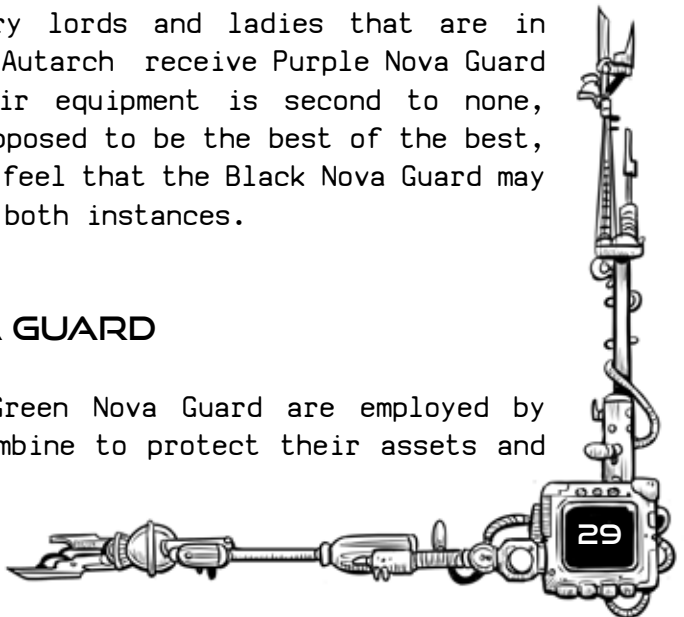 ry lords and ladies that are in
Autarch receive Purple Nova Guard
ir equipment is second to none,
pposed to be the best of the best,
feel that the Black Nova Guard may
both instances.
GUARD
Green Nova Guard are employed by
mbine to protect their assets and
29